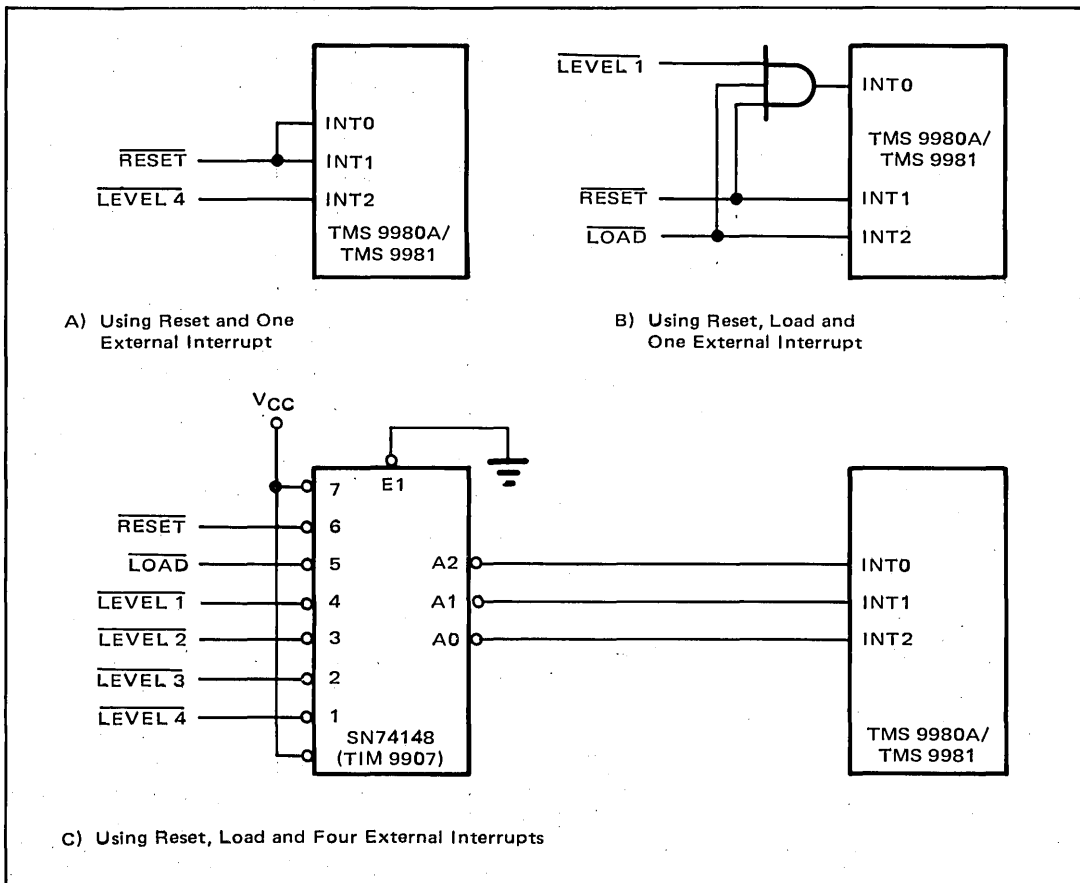 INT0
RESET
INT1
LEVEL 4
INT2
TMS 9980A/
TMS 9981
A) Using Reset and One
External Interrupt
LEVEL 1
INT0
TMS 9980A/
TMS 9981
RESET
INT1
LOAD
INT2
B) Using Reset, Load and
One External Interrupt
VCC
E1
7
RESET
6
LOAD
5
A2
INT0
LEVEL 1
4
A1
INT1
LEVEL 2
3
A0
INT2
LEVEL 3
2
LEVEL 4
1
SN74148
(TIM 9907)
TMS 9980A/
TMS 9981
C) Using Reset, Load and Four External Interrupts